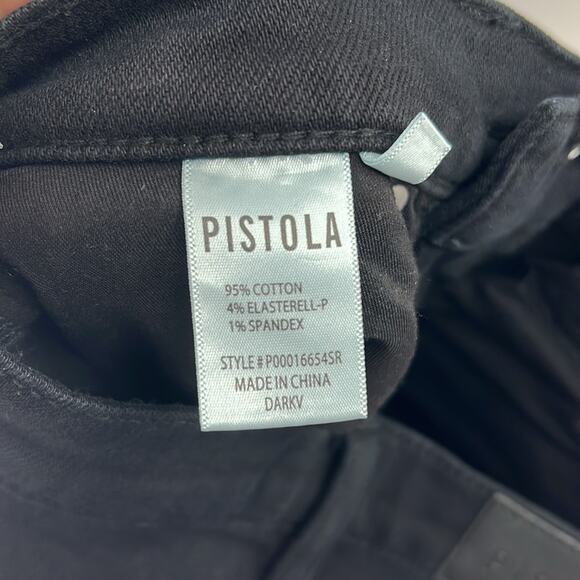 PISTOLA
95% COTTON
4% ELASTERELL-P
1% SPANDEX
STYLE # P00016654SR
MADE IN CHINA
DARKV